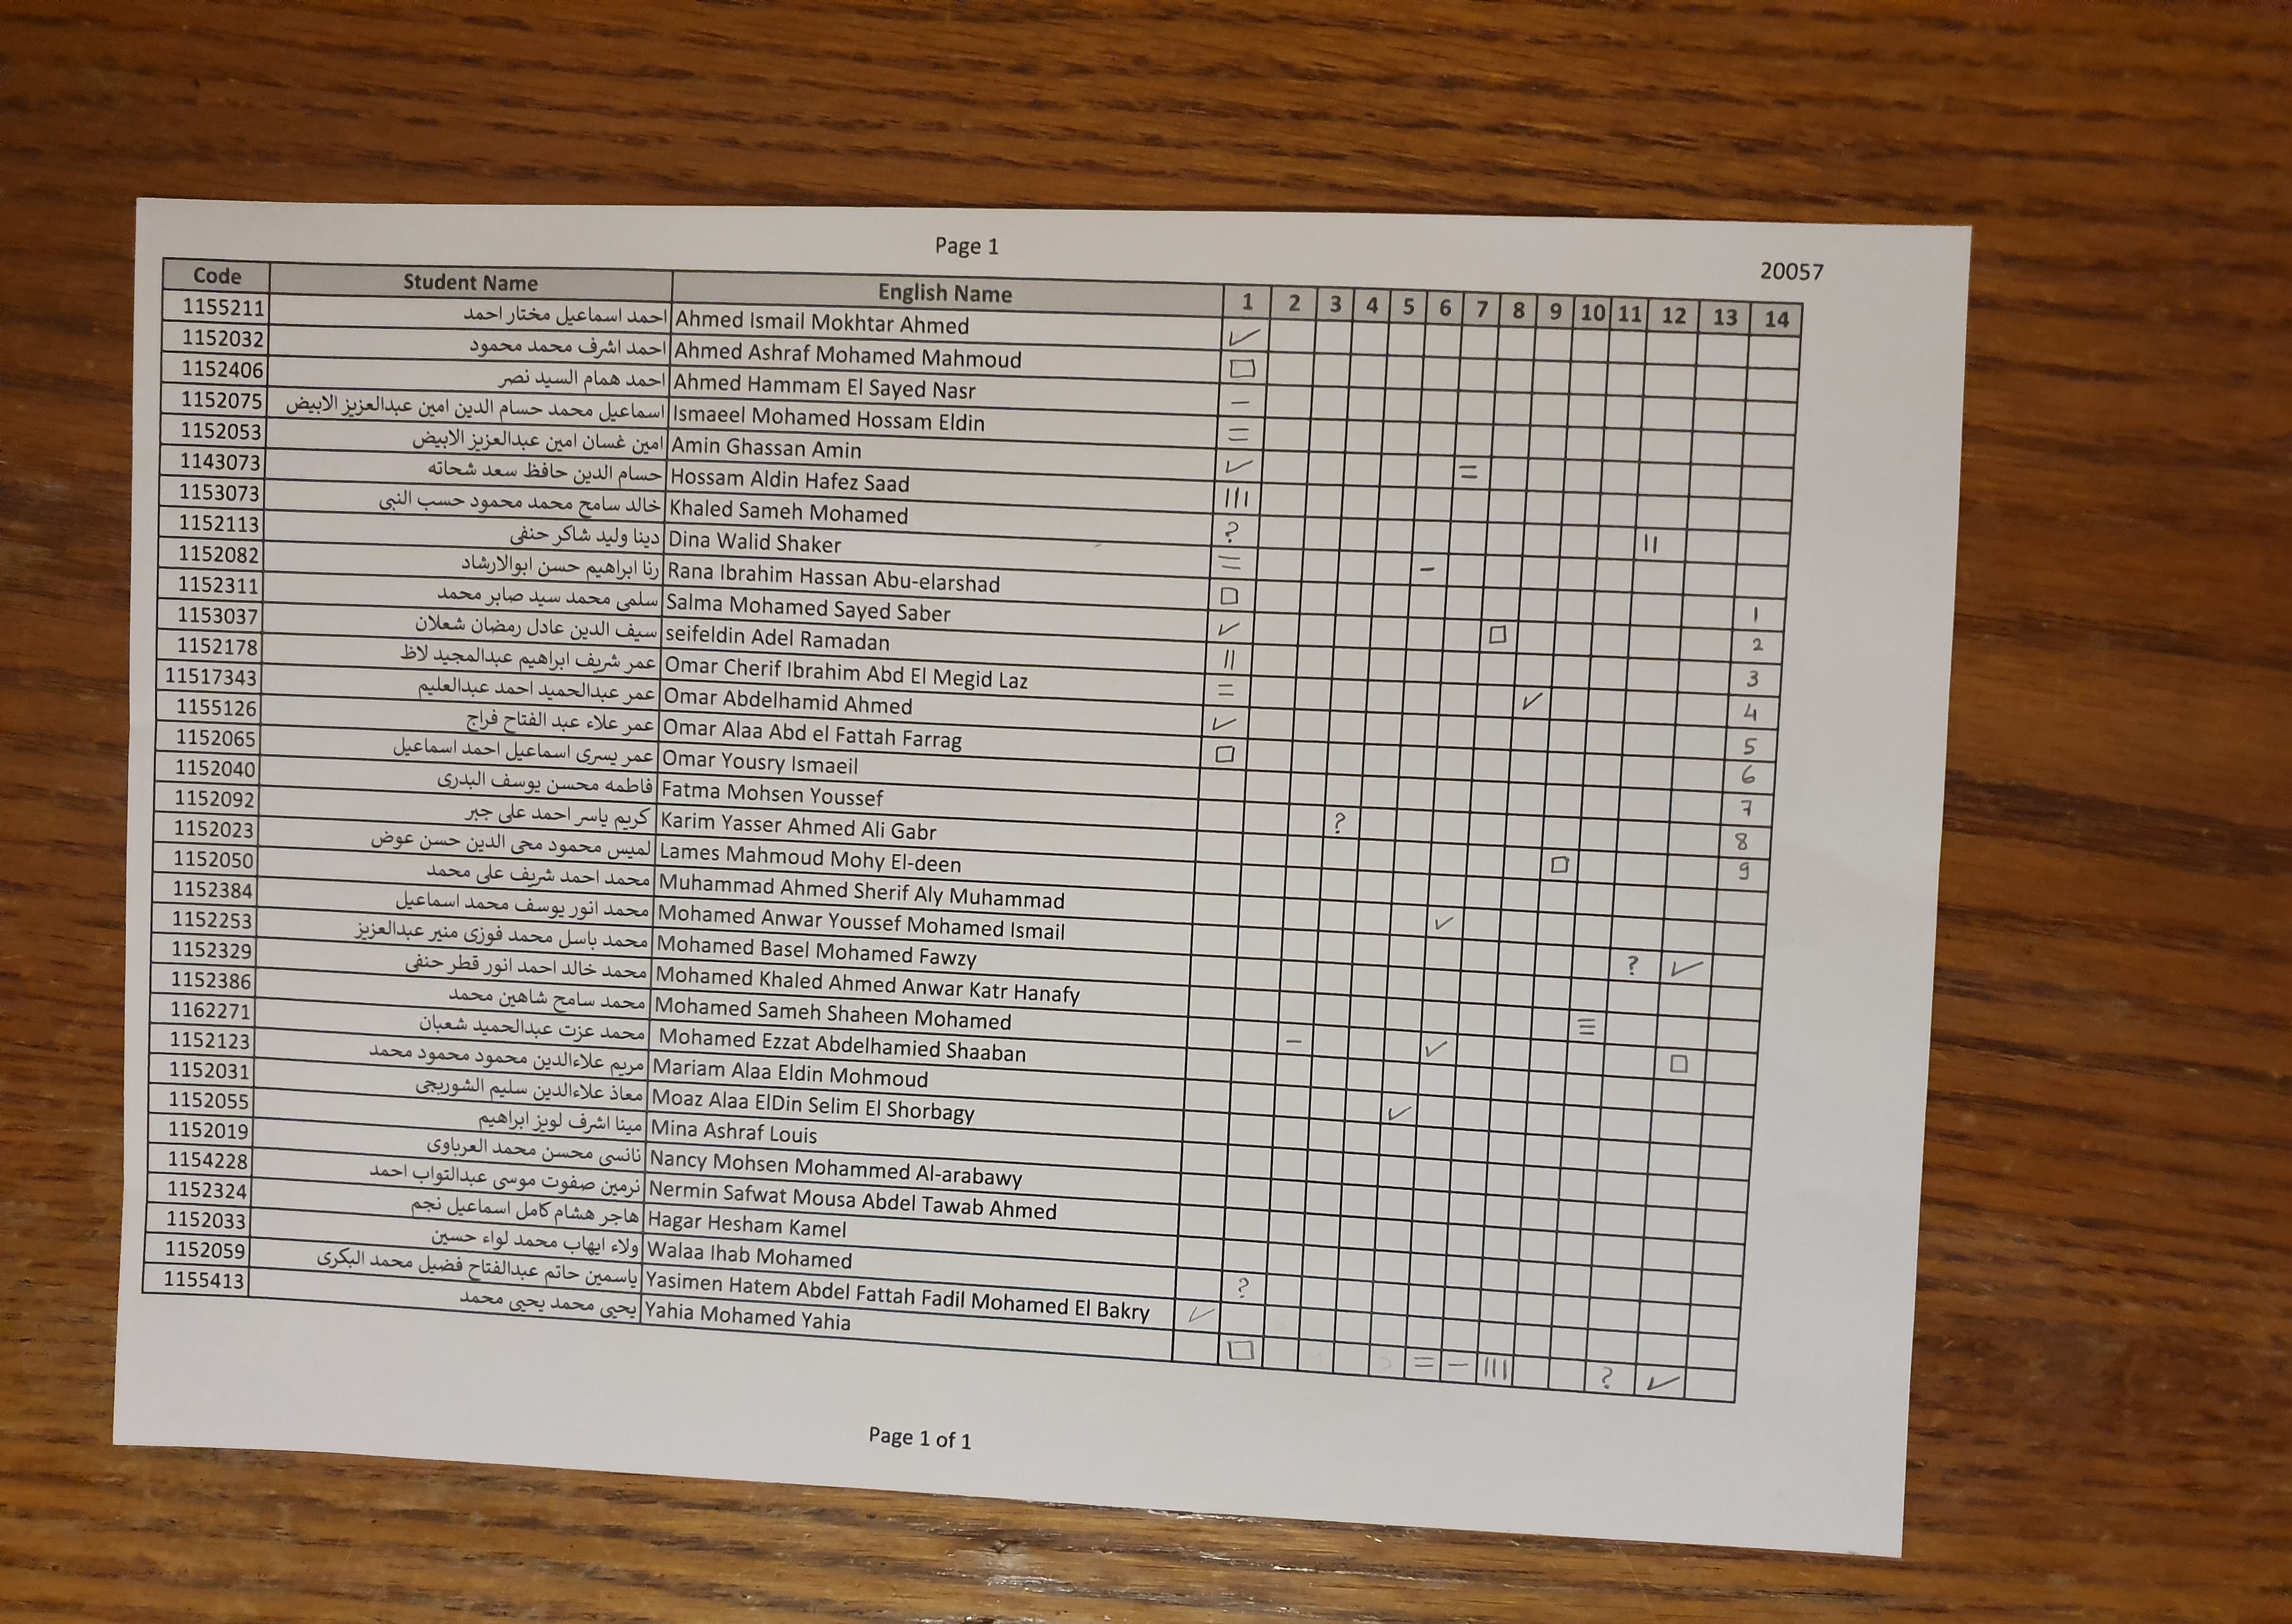 Page 1
20057
Code Student Name English Name 1 2 3 4 5 6 7 8 9 10 11 12 13 14
1155211 احمد اسماعيل مختار احمد Ahmed Ismail Mokhtar Ahmed ✓
1152032 احمد اشرف محمد محمود Ahmed Ashraf Mohamed Mahmoud □
1152406 احمد همام السيد نصر Ahmed Hammam El Sayed Nasr –
1152075 اسماعيل محمد حسام الدين امين عبدالعزيز الابيض Ismaeel Mohamed Hossam Eldin =
1152053 امين غسان امين عبدالعزيز الابيض Amin Ghassan Amin ✓ =
1143073 حسام الدين حافظ سعد شحاته Hossam Aldin Hafez Saad III
1153073 خالد سامح محمد محمود حسب النبى Khaled Sameh Mohamed ? II
1152113 دينا وليد شاكر حنفى Dina Walid Shaker ≡ –
1152082 رنا ابراهيم حسن ابوالارشاد Rana Ibrahim Hassan Abu-elarshad □ 1
1152311 سلمى محمد سيد صابر محمد Salma Mohamed Sayed Saber ✓ □ 2
1153037 سيف الدين عادل رمضان شعلان seifeldin Adel Ramadan II 3
1152178 عمر شريف ابراهيم عبدالمجيد لاظ Omar Cherif Ibrahim Abd El Megid Laz = ✓ 4
11517343 عمر عبدالحميد احمد عبدالعليم Omar Abdelhamid Ahmed ✓ 5
1155126 عمر علاء عبد الفتاح فراج Omar Alaa Abd el Fattah Farrag □ 6
1152065 عمر يسرى اسماعيل احمد اسماعيل Omar Yousry Ismaeil 7
1152040 فاطمه محسن يوسف البدرى Fatma Mohsen Youssef ? 8
1152092 كريم ياسر احمد على جبر Karim Yasser Ahmed Ali Gabr □ 9
1152023 لميس محمود محى الدين حسن عوض Lames Mahmoud Mohy El-deen
1152050 محمد احمد شريف على محمد Muhammad Ahmed Sherif Aly Muhammad ✓
1152384 محمد انور يوسف محمد اسماعيل Mohamed Anwar Youssef Mohamed Ismail ? ✓
1152253 محمد باسل محمد فوزى منير عبدالعزيز Mohamed Basel Mohamed Fawzy
1152329 محمد خالد احمد انور قطر حنفى Mohamed Khaled Ahmed Anwar Katr Hanafy ≡
1152386 محمد سامح شاهين محمد Mohamed Sameh Shaheen Mohamed – ✓ □
1162271 محمد عزت عبدالحميد شعبان Mohamed Ezzat Abdelhamied Shaaban
1152123 مريم علاءالدين محمود محمود محمد Mariam Alaa Eldin Mohmoud ✓
1152031 معاذ علاءالدين سليم الشوربجى Moaz Alaa ElDin Selim El Shorbagy
1152055 مينا اشرف لويز ابراهيم Mina Ashraf Louis
1152019 نانسى محسن محمد العرباوى Nancy Mohsen Mohammed Al-arabawy
1154228 نرمين صفوت موسى عبدالتواب احمد Nermin Safwat Mousa Abdel Tawab Ahmed
1152324 هاجر هشام كامل اسماعيل نجم Hagar Hesham Kamel
1152033 ولاء ايهاب محمد لواء حسين Walaa Ihab Mohamed ?
1152059 ياسمين حاتم عبدالفتاح فضيل محمد البكرى Yasimen Hatem Abdel Fattah Fadil Mohamed El Bakry ✓
1155413 يحيى محمد يحيى محمد Yahia Mohamed Yahia □ = – III ? ✓
Page 1 of 1